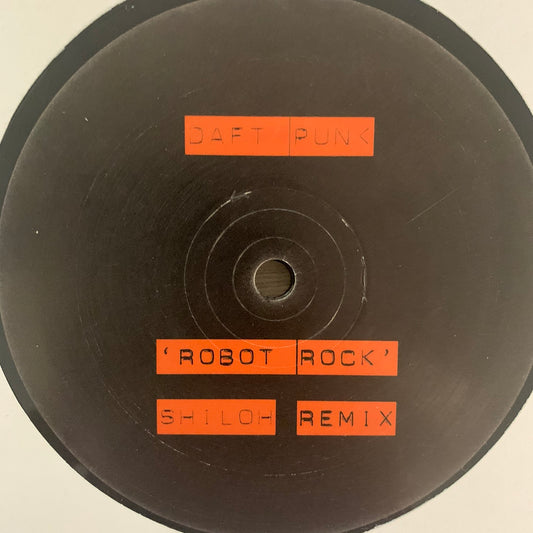 DAFT PUNK
‘ROBOT ROCK’
SHILOH REMIX